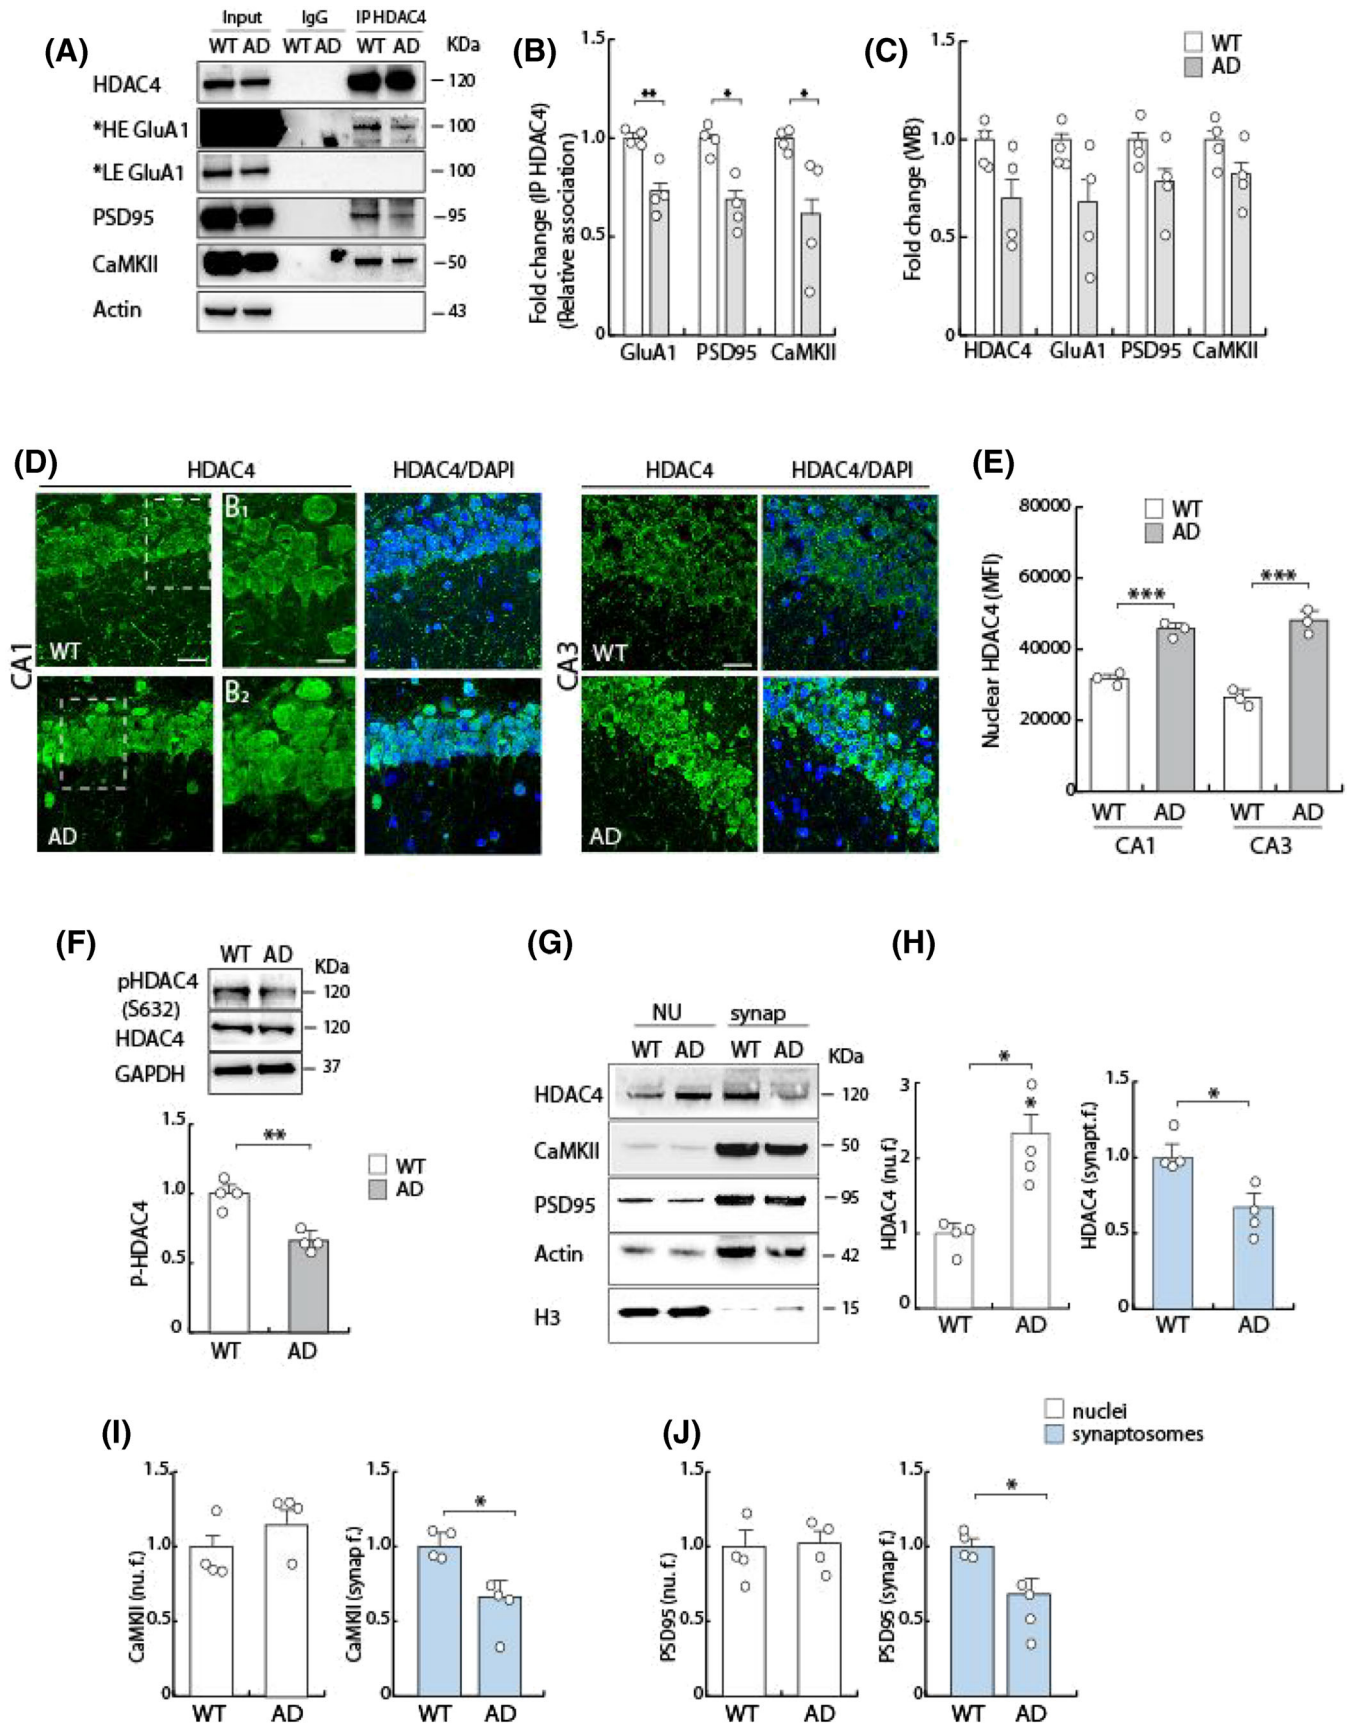 (A)
Input IgG IP HDAC4
WT AD WT AD WT AD KDa
HDAC4 – 120
*HE GluA1 – 100
*LE GluA1 – 100
PSD95 – 95
CaMKII – 50
Actin – 43
(B)
Fold change (IP HDAC4)
(Relative association)
1.5
1.0
0.5
0
** * *
GluA1 PSD95 CaMKII
(C)
WT
AD
Fold change (WB)
1.5
1.0
0.5
0
HDAC4 GluA1 PSD95 CaMKII
(D)
HDAC4 HDAC4/DAPI HDAC4 HDAC4/DAPI
CA1
B1
WT
B2
AD
CA3
WT
AD
(E)
WT
AD
Nuclear HDAC4 (MFI)
80000
60000
40000
20000
0
*** ***
WT AD WT AD
CA1 CA3
(F)
WT AD
KDa
pHDAC4
(S632)
– 120
HDAC4 – 120
GAPDH – 37
P-HDAC4
1.5
1.0
0.5
0
**
WT
AD
WT AD
(G)
NU synap
WT AD WT AD KDa
HDAC4 – 120
CaMKII – 50
PSD95 – 95
Actin – 42
H3 – 15
(H)
HDAC4 (nu. f.)
3
2
1
0
*
*
WT AD
HDAC4 (synapt.f.)
1.5
1.0
0.5
0
*
WT AD
nuclei
synaptosomes
(I)
CaMKII (nu. f.)
1.5
1.0
0.5
0
WT AD
CaMKII (synap f.)
1.5
1.0
0.5
0
*
WT AD
(J)
PSD95 (nu. f.)
1.5
1.0
0.5
0
WT AD
PSD95 (synap f.)
1.5
1.0
0.5
0
*
WT AD